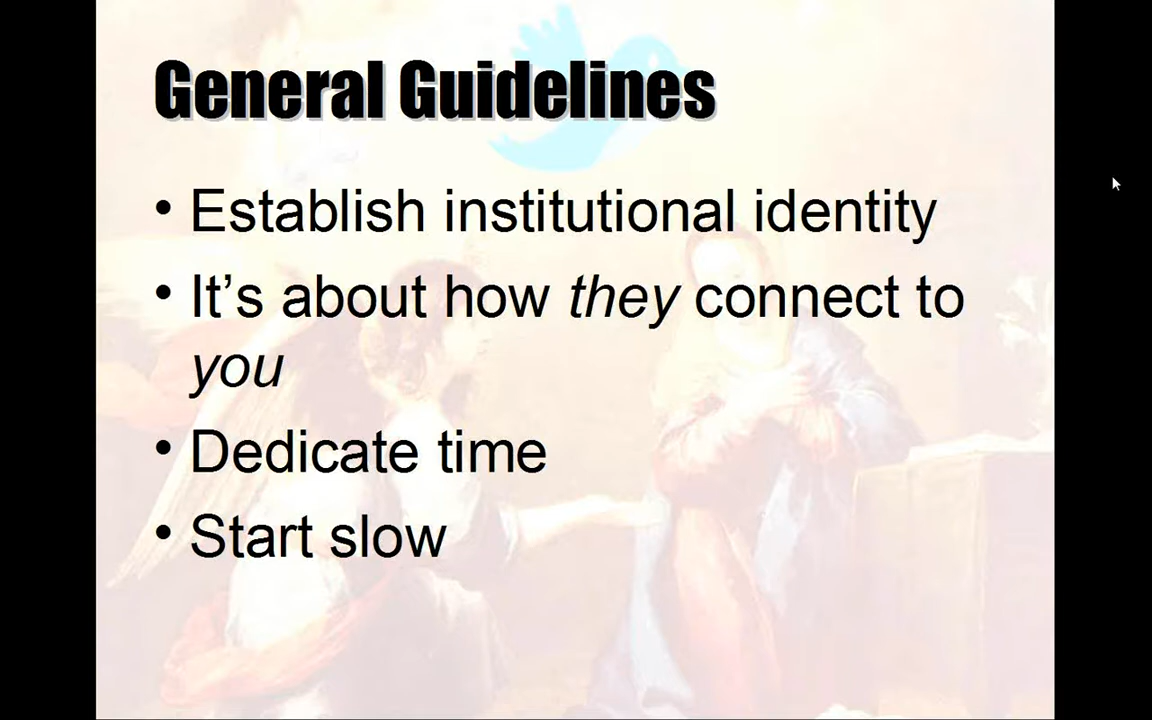 General Guidelines
• Establish institutional identity
• It’s about how they connect to
you
• Dedicate time
• Start slow